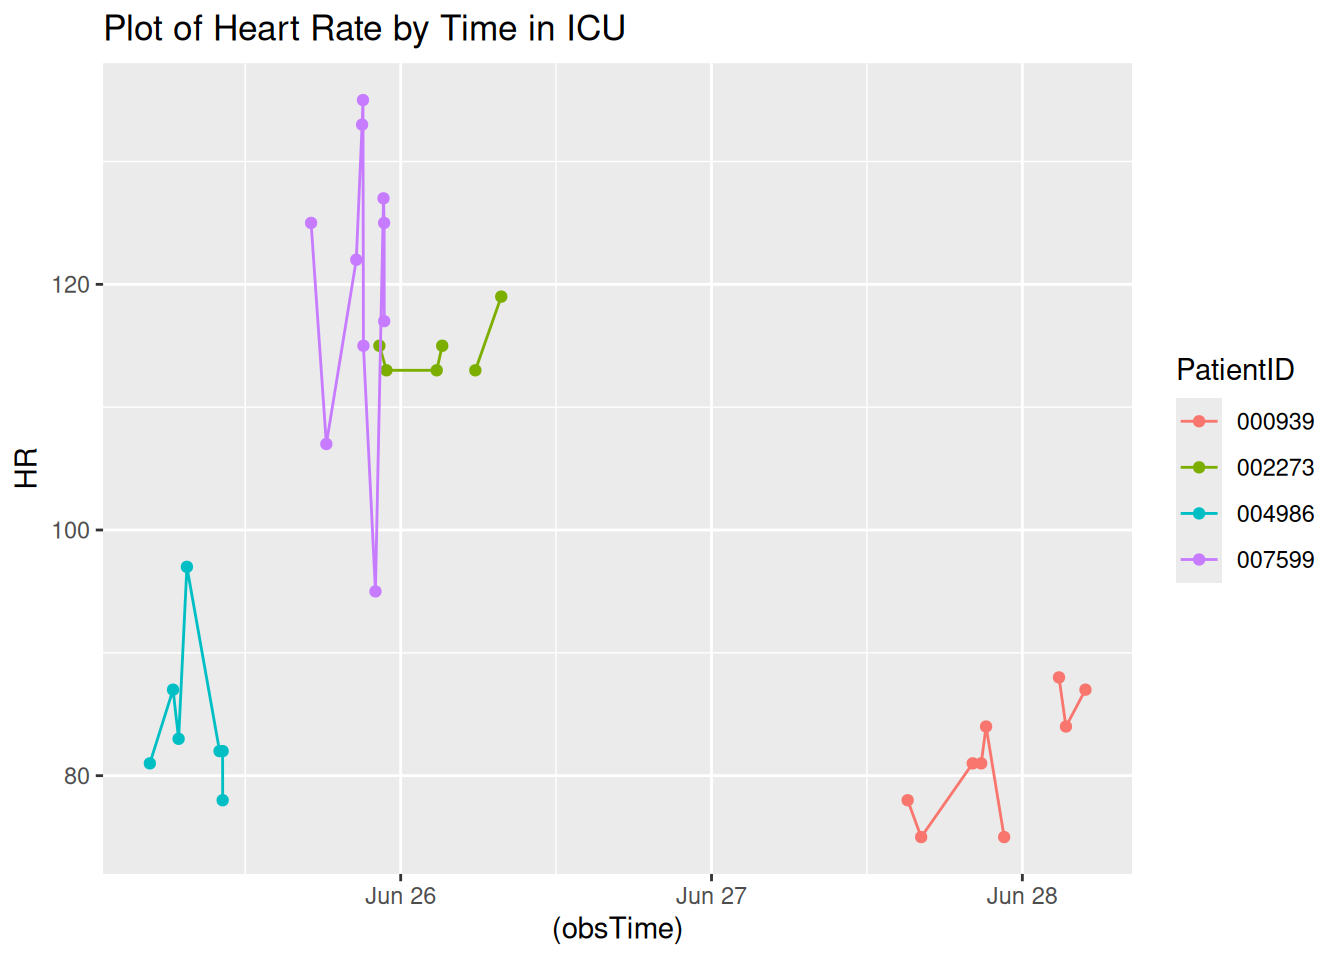 Plot of Heart Rate by Time in ICU
HR
120
100
80
Jun 26
Jun 27
Jun 28
(obsTime)
PatientID
000939
002273
004986
007599